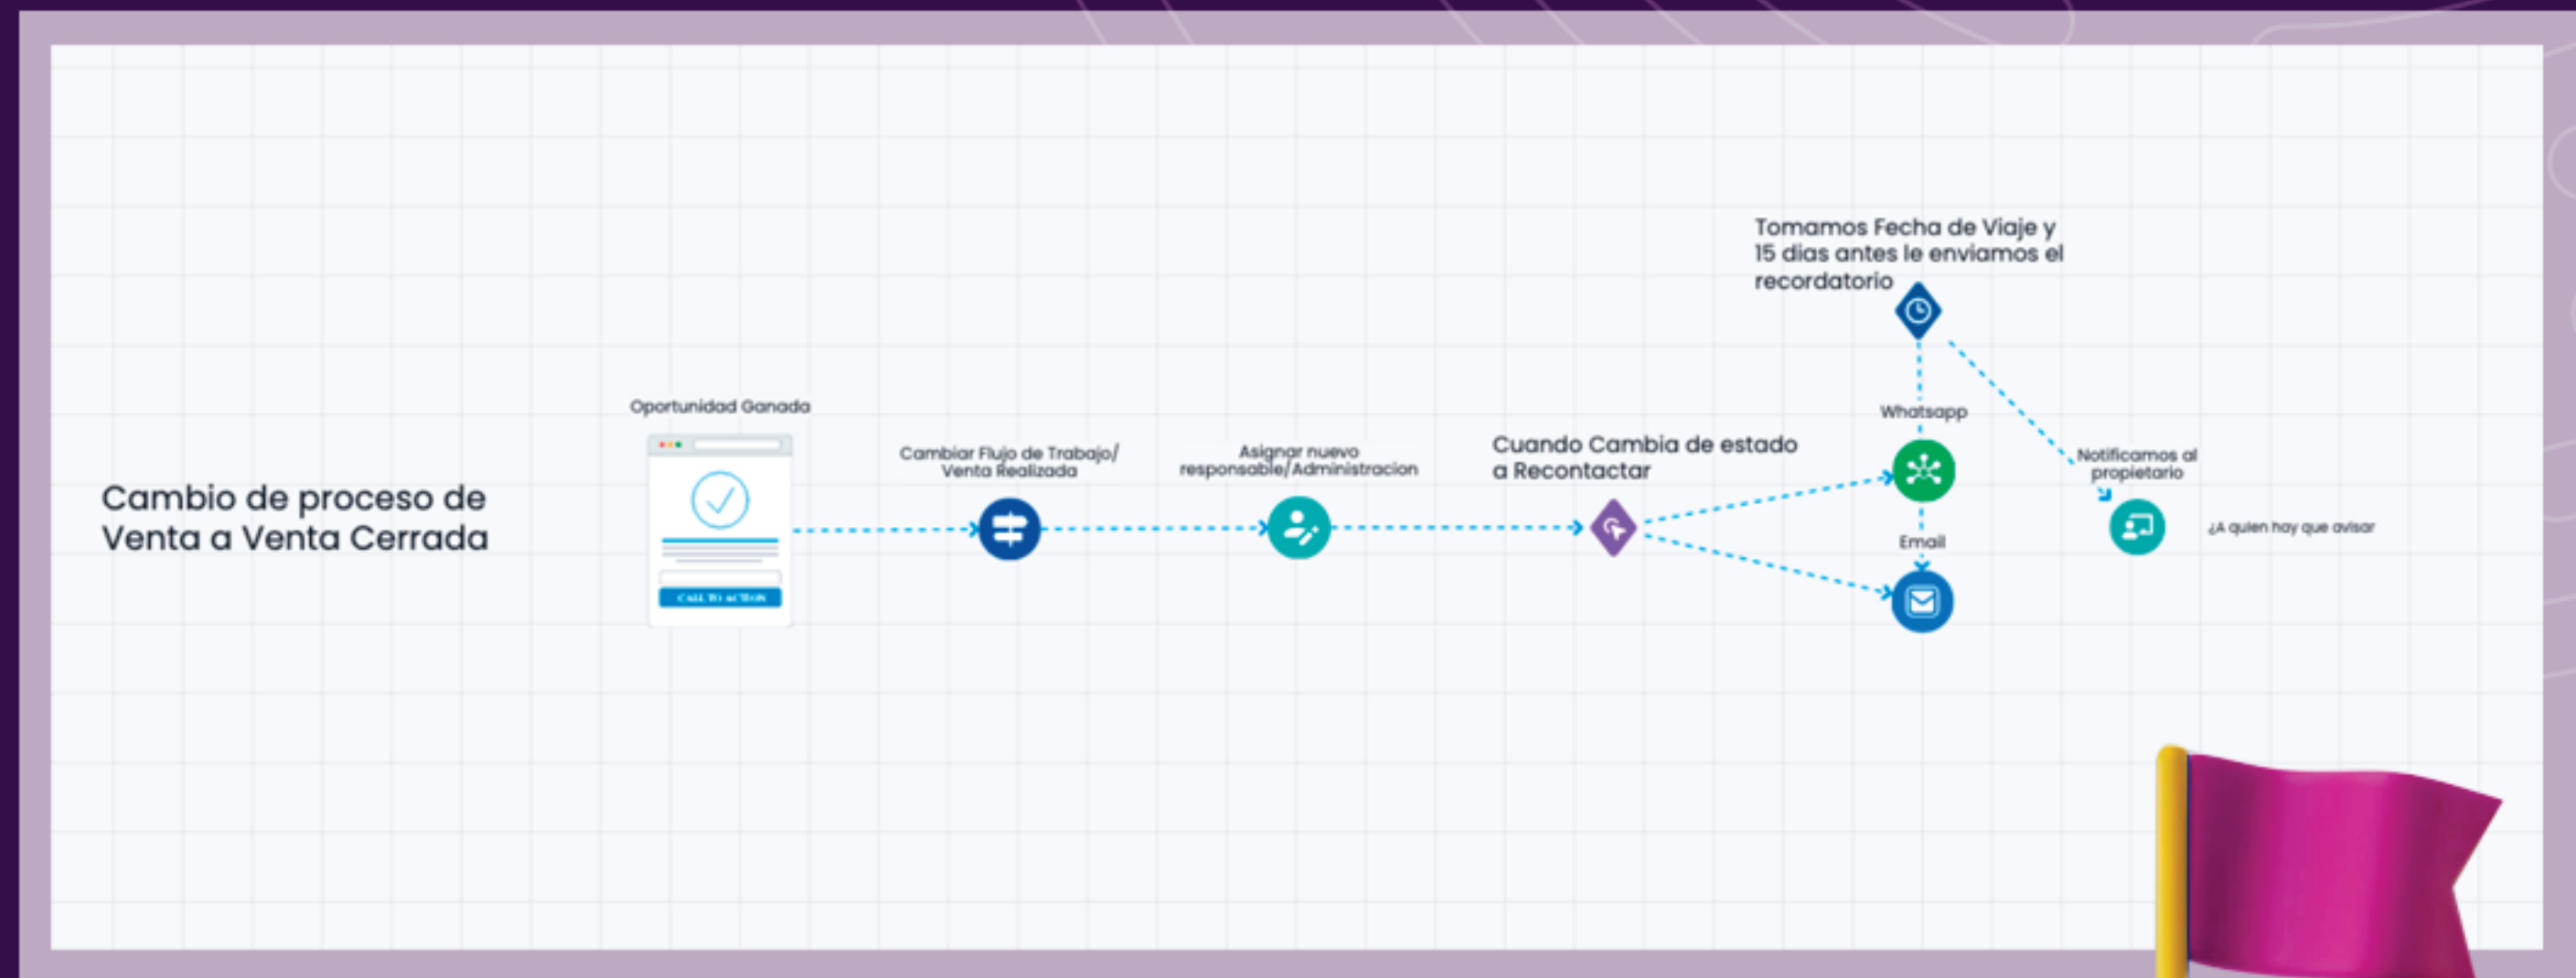 Tomamos Fecha de Viaje y
15 dias antes le enviamos el
recordatorio
Oportunidad Ganada
Whatsapp
Cuando Cambia de estado
a Recontactar
Cambiar Flujo de Trabajo/
Venta Realizada
Asignar nuevo
responsable/Administracion
Notificamos al
propietario
Cambio de proceso de
Venta a Venta Cerrada
¿A quien hay que avisar
Email
CALL TO ACTION